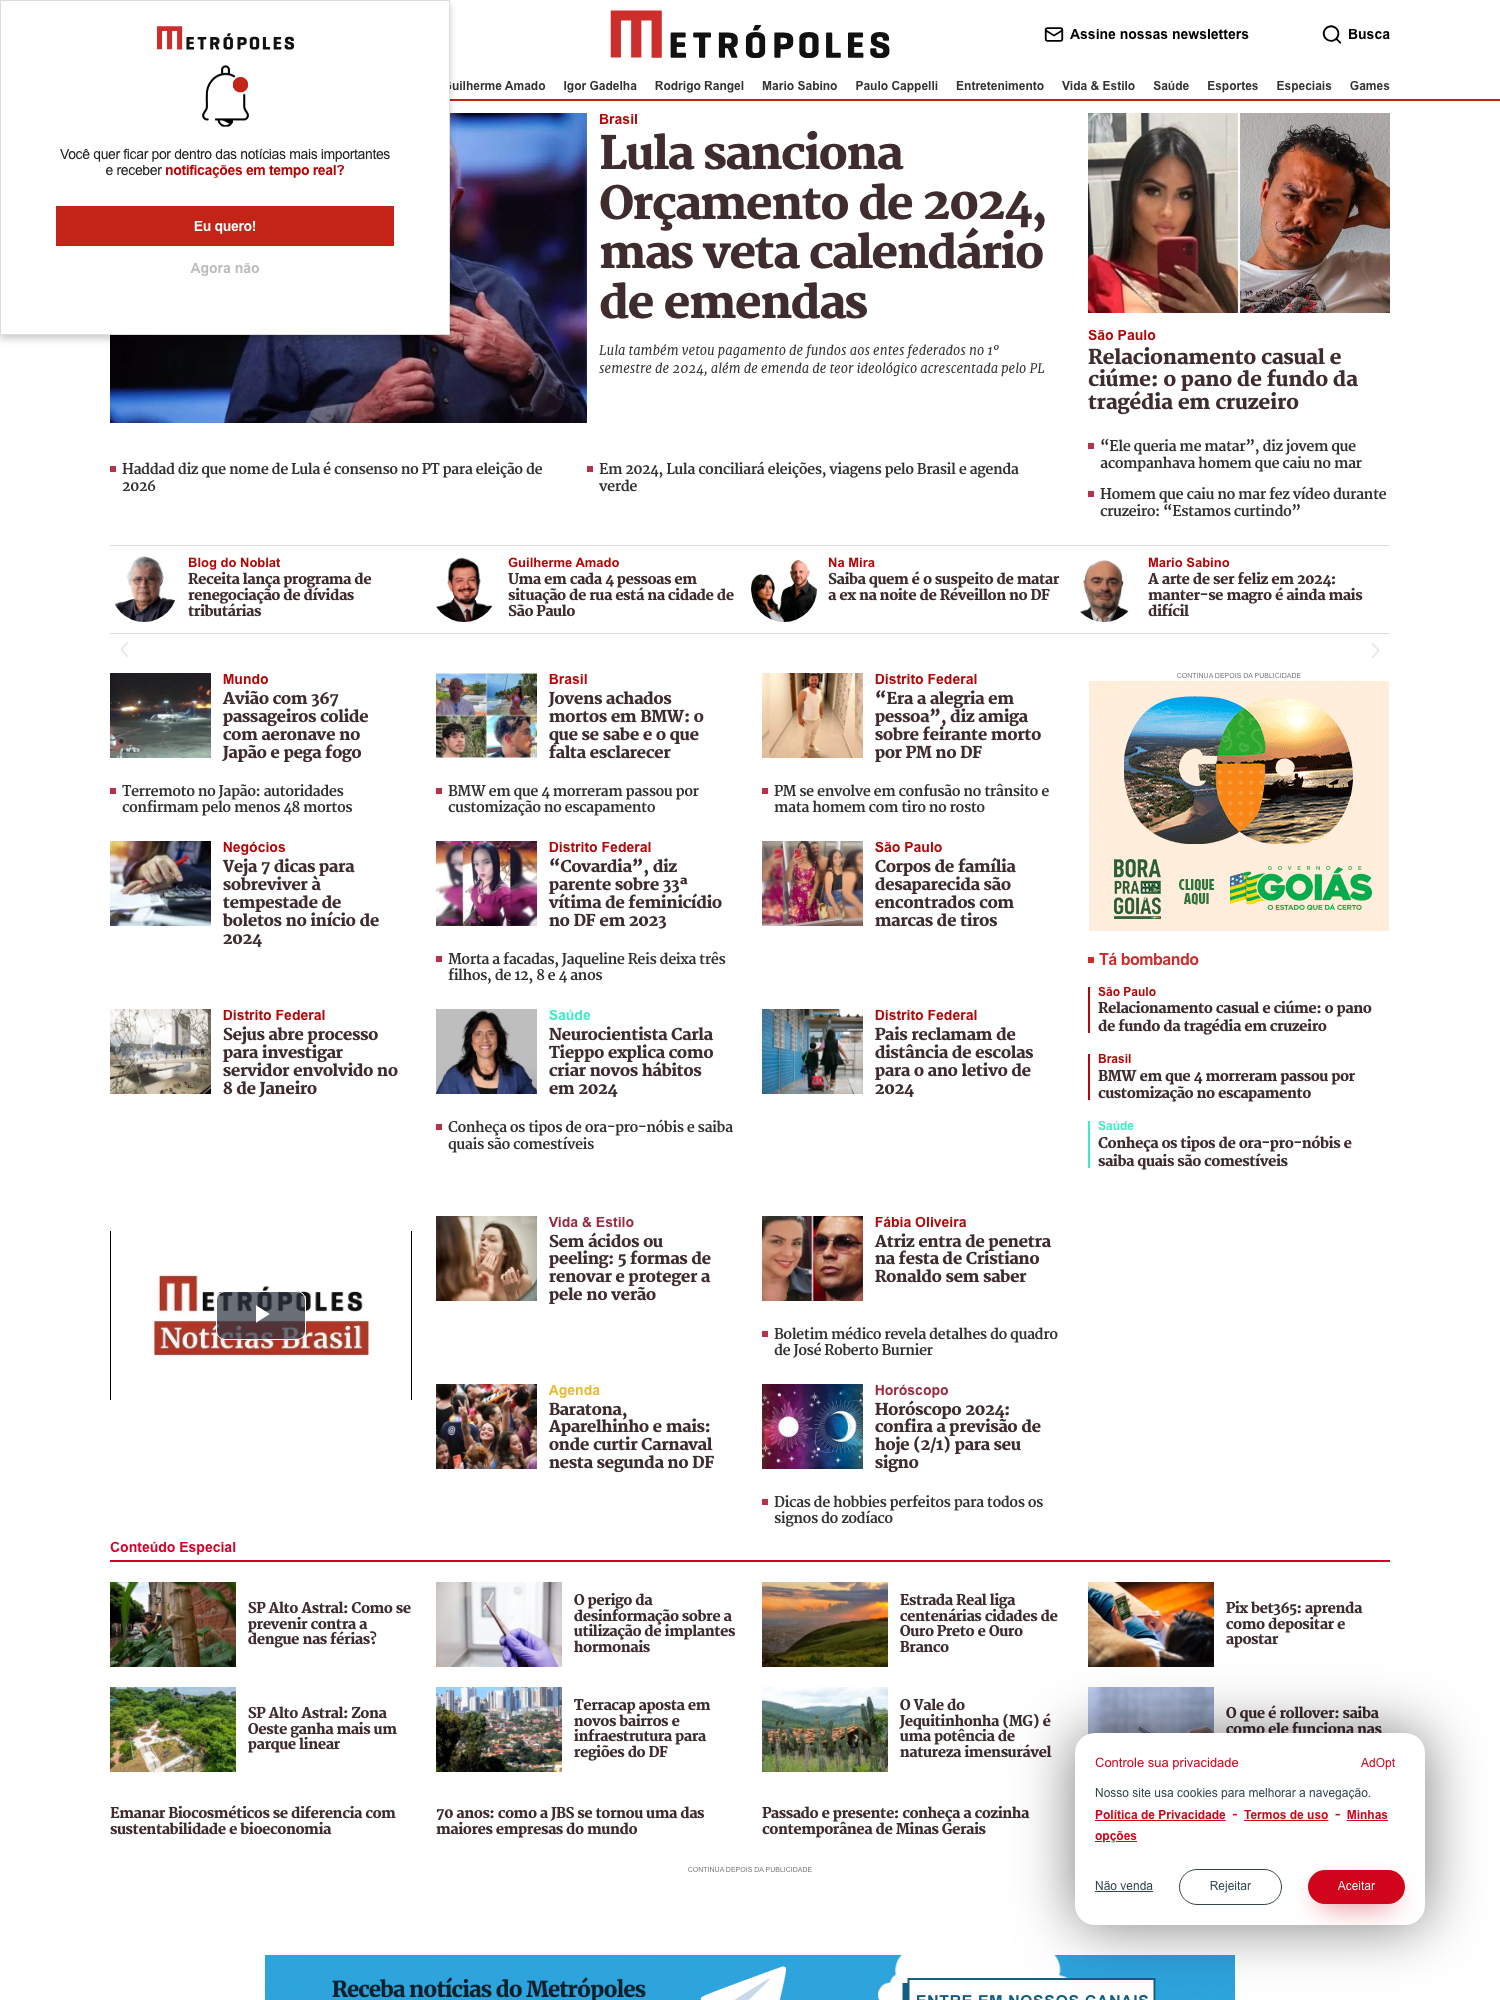 METRÓPOLES
Você quer ficar por dentro das notícias mais importantes
e receber notificações em tempo real?
Eu quero!
Agora não
METRÓPOLES
Assine nossas newsletters
Busca
Guilherme Amado Igor Gadelha Rodrigo Rangel Mario Sabino Paulo Cappelli Entretenimento Vida & Estilo Saúde Esportes Especiais Games
Brasil
Lula sanciona
Orçamento de 2024,
mas veta calendário
de emendas
Lula também vetou pagamento de fundos aos entes federados no 1º
semestre de 2024, além de emenda de teor ideológico acrescentada pelo PL
São Paulo
Relacionamento casual e
ciúme: o pano de fundo da
tragédia em cruzeiro
“Ele queria me matar”, diz jovem que
acompanhava homem que caiu no mar
Homem que caiu no mar fez vídeo durante
cruzeiro: “Estamos curtindo”
Haddad diz que nome de Lula é consenso no PT para eleição de
2026
Em 2024, Lula conciliará eleições, viagens pelo Brasil e agenda
verde
Blog do Noblat
Receita lança programa de
renegociação de dívidas
tributárias
Guilherme Amado
Uma em cada 4 pessoas em
situação de rua está na cidade de
São Paulo
Na Mira
Saiba quem é o suspeito de matar
a ex na noite de Réveillon no DF
Mario Sabino
A arte de ser feliz em 2024:
manter-se magro é ainda mais
difícil
Mundo
Avião com 367
passageiros colide
com aeronave no
Japão e pega fogo
Terremoto no Japão: autoridades
confirmam pelo menos 48 mortos
Brasil
Jovens achados
mortos em BMW: o
que se sabe e o que
falta esclarecer
BMW em que 4 morreram passou por
customização no escapamento
Distrito Federal
“Era a alegria em
pessoa”, diz amiga
sobre feirante morto
por PM no DF
PM se envolve em confusão no trânsito e
mata homem com tiro no rosto
CONTINUA DEPOIS DA PUBLICIDADE
BORA
PRA
GOIÁS
CLIQUE
AQUI
GOVERNO DE
GOIÁS
O ESTADO QUE DÁ CERTO
Negócios
Veja 7 dicas para
sobreviver à
tempestade de
boletos no início de
2024
Distrito Federal
“Covardia”, diz
parente sobre 33ª
vítima de feminicídio
no DF em 2023
Morta a facadas, Jaqueline Reis deixa três
filhos, de 12, 8 e 4 anos
São Paulo
Corpos de família
desaparecida são
encontrados com
marcas de tiros
Tá bombando
São Paulo
Relacionamento casual e ciúme: o pano
de fundo da tragédia em cruzeiro
Brasil
BMW em que 4 morreram passou por
customização no escapamento
Saúde
Conheça os tipos de ora-pro-nóbis e
saiba quais são comestíveis
Distrito Federal
Sejus abre processo
para investigar
servidor envolvido no
8 de Janeiro
Saúde
Neurocientista Carla
Tieppo explica como
criar novos hábitos
em 2024
Conheça os tipos de ora-pro-nóbis e saiba
quais são comestíveis
Distrito Federal
Pais reclamam de
distância de escolas
para o ano letivo de
2024
METRÓPOLES
Notícias Brasil
Vida & Estilo
Sem ácidos ou
peeling: 5 formas de
renovar e proteger a
pele no verão
Fábia Oliveira
Atriz entra de penetra
na festa de Cristiano
Ronaldo sem saber
Boletim médico revela detalhes do quadro
de José Roberto Burnier
Agenda
Baratona,
Aparelhinho e mais:
onde curtir Carnaval
nesta segunda no DF
Horóscopo
Horóscopo 2024:
confira a previsão de
hoje (2/1) para seu
signo
Dicas de hobbies perfeitos para todos os
signos do zodíaco
Conteúdo Especial
SP Alto Astral: Como se
prevenir contra a
dengue nas férias?
O perigo da
desinformação sobre a
utilização de implantes
hormonais
Estrada Real liga
centenárias cidades de
Ouro Preto e Ouro
Branco
Pix bet365: aprenda
como depositar e
apostar
SP Alto Astral: Zona
Oeste ganha mais um
parque linear
Terracap aposta em
novos bairros e
infraestrutura para
regiões do DF
O Vale do
Jequitinhonha (MG) é
uma potência de
natureza imensurável
O que é rollover: saiba
como ele funciona nas
Emanar Biocosméticos se diferencia com
sustentabilidade e bioeconomia
70 anos: como a JBS se tornou uma das
maiores empresas do mundo
Passado e presente: conheça a cozinha
contemporânea de Minas Gerais
Controle sua privacidade
AdOpt
Nosso site usa cookies para melhorar a navegação.
Política de Privacidade - Termos de uso - Minhas
opções
Não venda
Rejeitar
Aceitar
CONTINUA DEPOIS DA PUBLICIDADE
Receba notícias do Metrópoles
ENTRE EM NOSSOS CANAIS